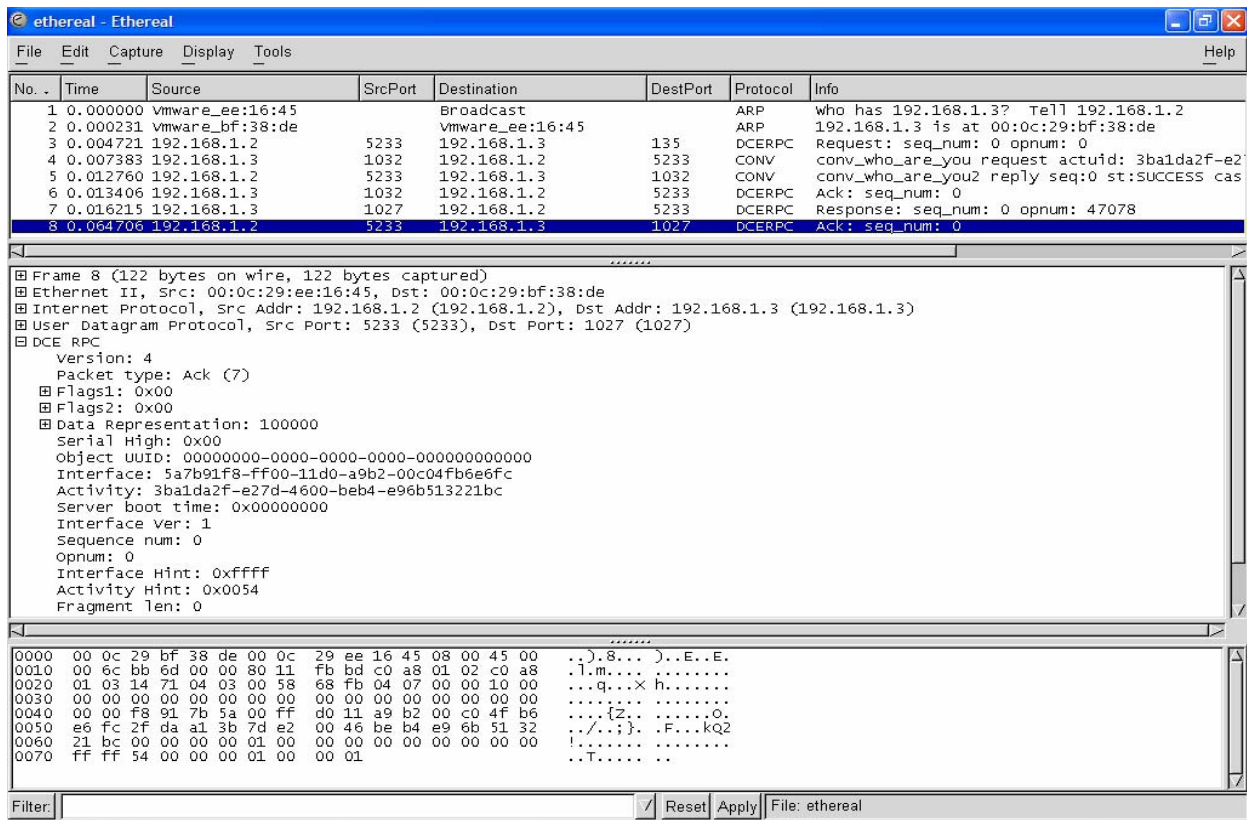 ethereal - Ethereal
File Edit Capture Display Tools Help
No. Time Source SrcPort Destination DestPort Protocol Info
1 0.000000 Vmware_ee:16:45 Broadcast ARP Who has 192.168.1.3? Tell 192.168.1.2
2 0.000231 Vmware_bf:38:de Vmware_ee:16:45 ARP 192.168.1.3 is at 00:0c:29:bf:38:de
3 0.004721 192.168.1.2 5233 192.168.1.3 135 DCERPC Request: seq_num: 0 opnum: 0
4 0.007383 192.168.1.3 1032 192.168.1.2 5233 CONV conv_who_are_you request actuid: 3ba1da2f-e2
5 0.012760 192.168.1.2 5233 192.168.1.3 1032 CONV conv_who_are_you2 reply seq:0 st:SUCCESS cas
6 0.013406 192.168.1.3 1032 192.168.1.2 5233 DCERPC Ack: seq_num: 0
7 0.016215 192.168.1.3 1027 192.168.1.2 5233 DCERPC Response: seq_num: 0 opnum: 47078
8 0.064706 192.168.1.2 5233 192.168.1.3 1027 DCERPC Ack: seq_num: 0
Frame 8 (122 bytes on wire, 122 bytes captured)
Ethernet II, Src: 00:0c:29:ee:16:45, Dst: 00:0c:29:bf:38:de
Internet Protocol, Src Addr: 192.168.1.2 (192.168.1.2), Dst Addr: 192.168.1.3 (192.168.1.3)
User Datagram Protocol, Src Port: 5233 (5233), Dst Port: 1027 (1027)
DCE RPC
Version: 4
Packet type: Ack (7)
Flags1: 0x00
Flags2: 0x00
Data Representation: 100000
Serial High: 0x00
Object UUID: 00000000-0000-0000-0000-000000000000
Interface: 5a7b91f8-ff00-11d0-a9b2-00c04fb6e6fc
Activity: 3ba1da2f-e27d-4600-beb4-e96b513221bc
Server boot time: 0x00000000
Interface Ver: 1
Sequence num: 0
Opnum: 0
Interface Hint: 0xffff
Activity Hint: 0x0054
Fragment len: 0
0000 00 0c 29 bf 38 de 00 0c 29 ee 16 45 08 00 45 00 ..).8... )..E..E.
0010 00 6c bb 6d 00 00 80 11 fb bd c0 a8 01 02 c0 a8 .l.m.... ........
0020 01 03 14 71 04 03 00 58 68 fb 04 07 00 00 10 00 ...q...X h.......
0030 00 00 00 00 00 00 00 00 00 00 00 00 00 00 00 00 ........ ........
0040 00 00 f8 91 7b 5a 00 ff d0 11 a9 b2 00 c0 4f b6 ....{Z.. ......O.
0050 e6 fc 2f da a1 3b 7d e2 00 46 be b4 e9 6b 51 32 ../..;}. .F...kQ2
0060 21 bc 00 00 00 00 01 00 00 00 00 00 00 00 00 00 !....... ........
0070 ff ff 54 00 00 00 01 00 00 01 ..T..... ..
Filter: Reset Apply File: ethereal